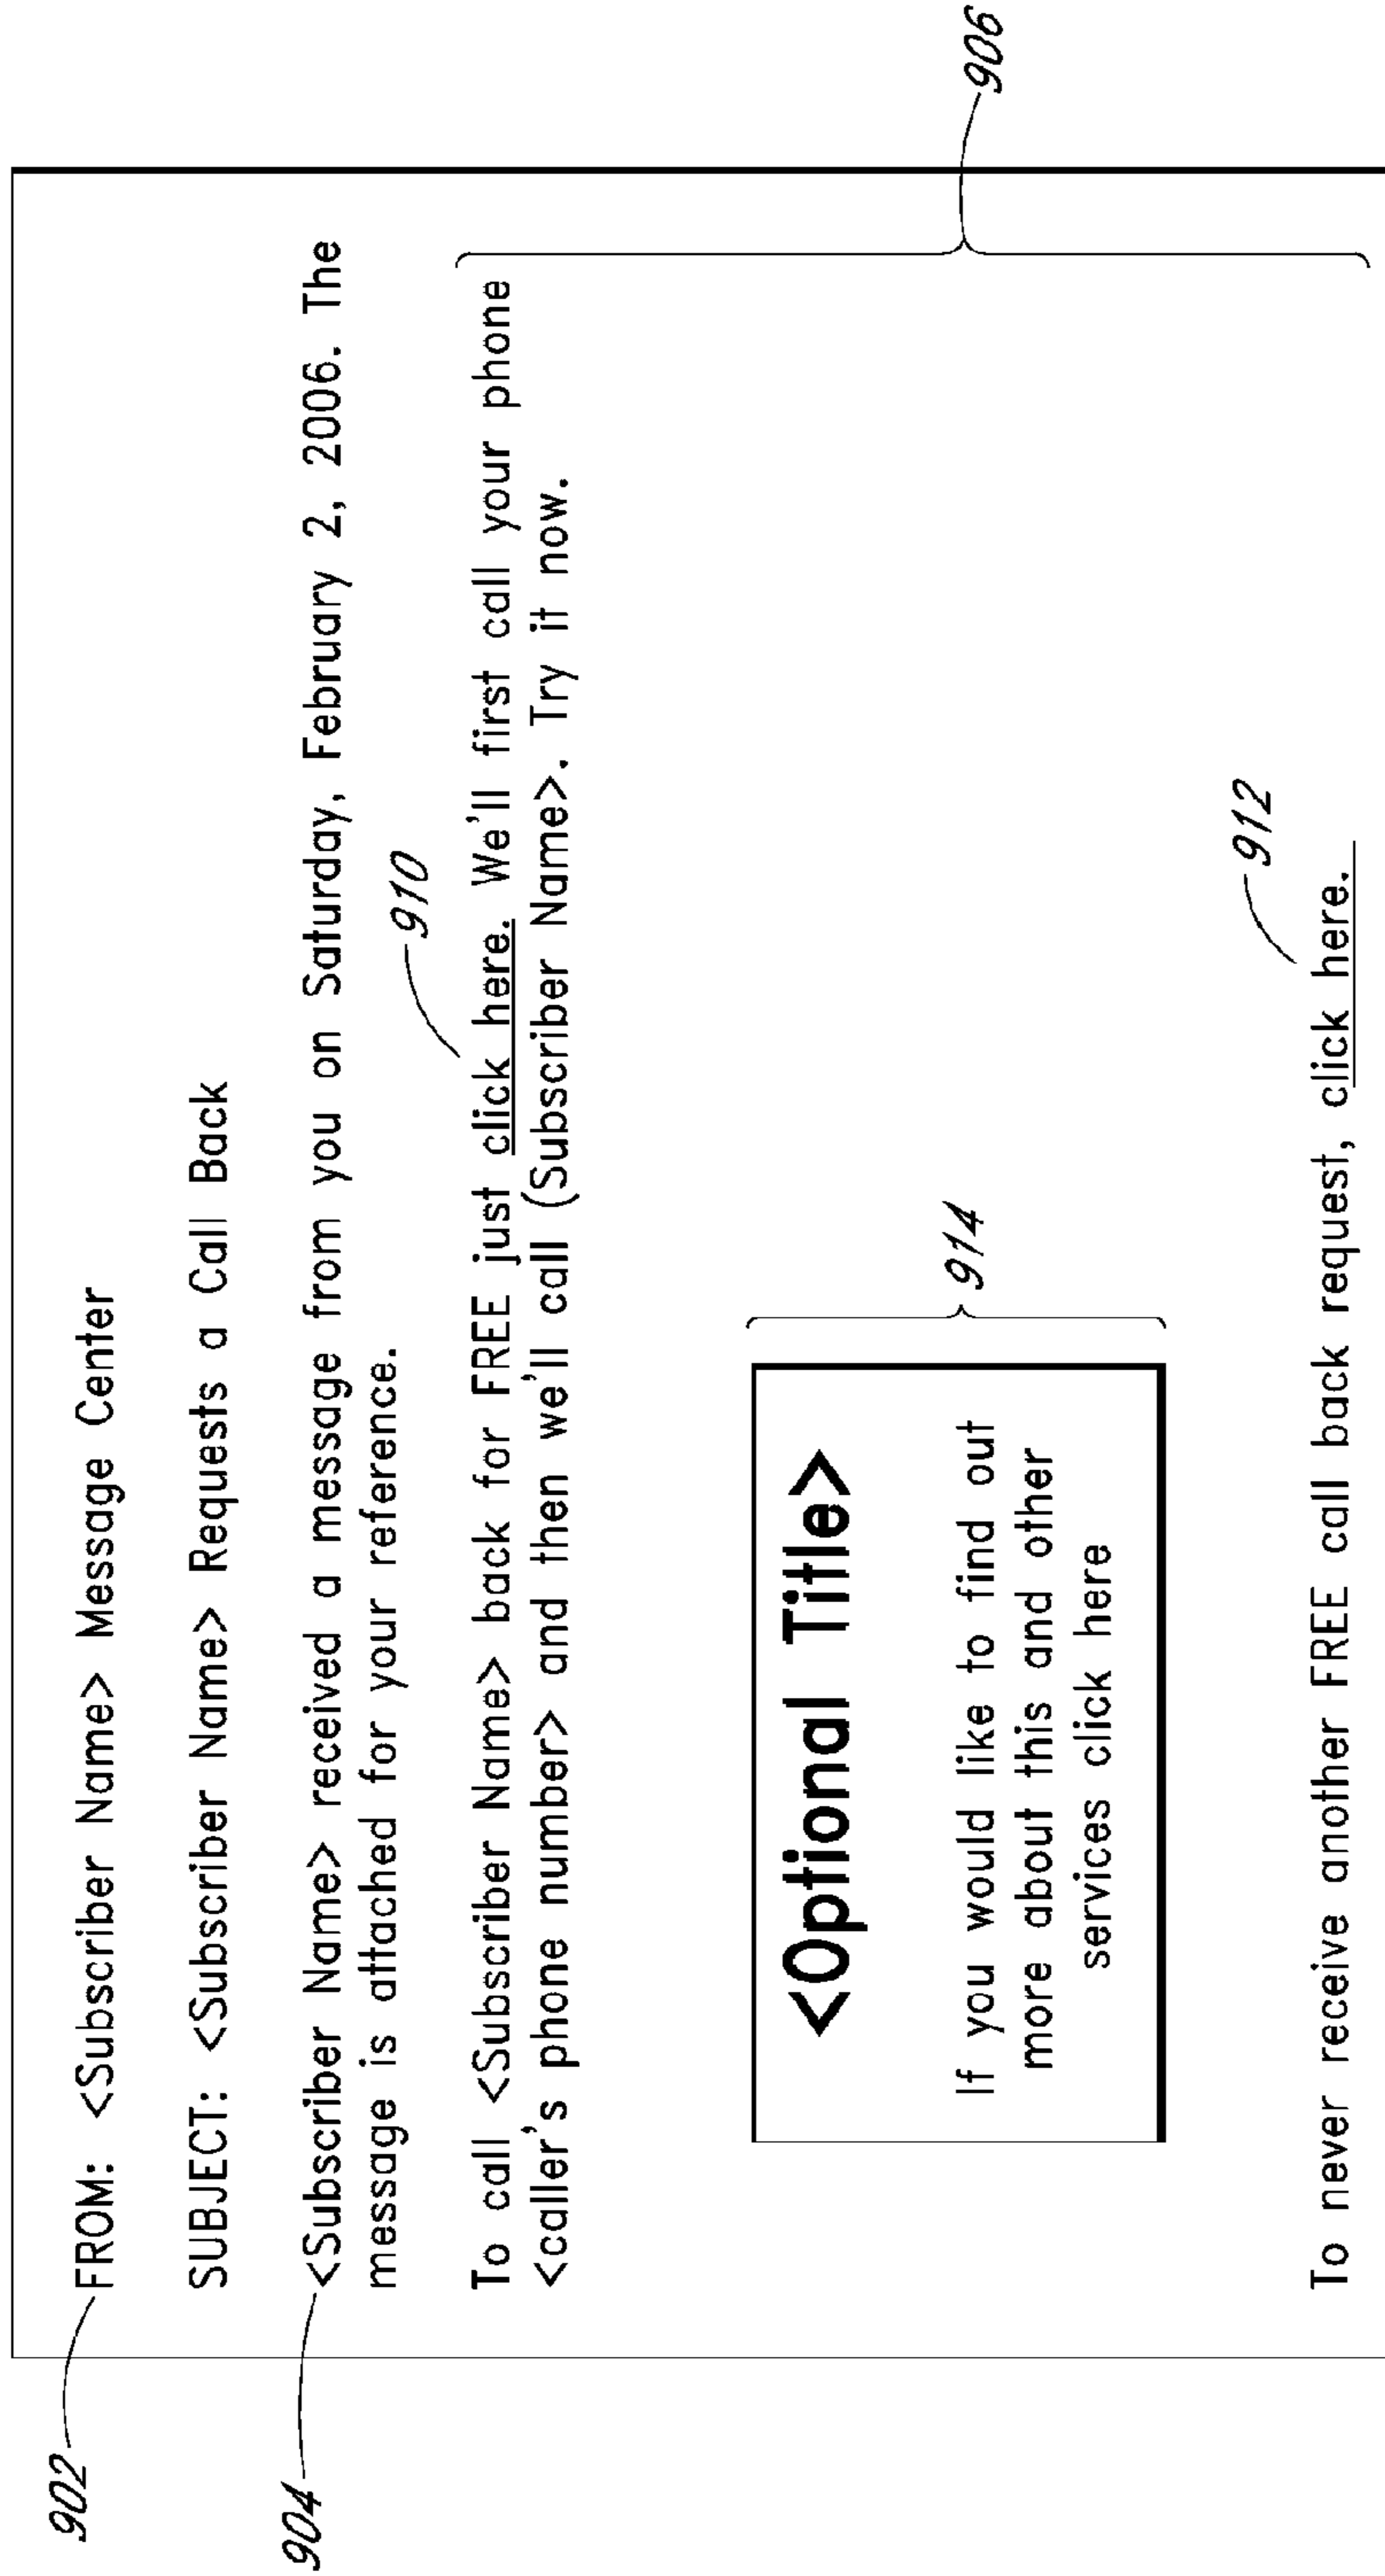 902
FROM: <Subscriber Name> Message Center
SUBJECT: <Subscriber Name> Requests a Call Back
904
<Subscriber Name> received a message from you on Saturday, February 2, 2006. The
message is attached for your reference.
910
To call <Subscriber Name> back for FREE just click here. We'll first call your phone
<caller's phone number> and then we'll call (Subscriber Name>. Try it now.
906
<Optional Title>
If you would like to find out
more about this and other
services click here
914
912
To never receive another FREE call back request, click here.